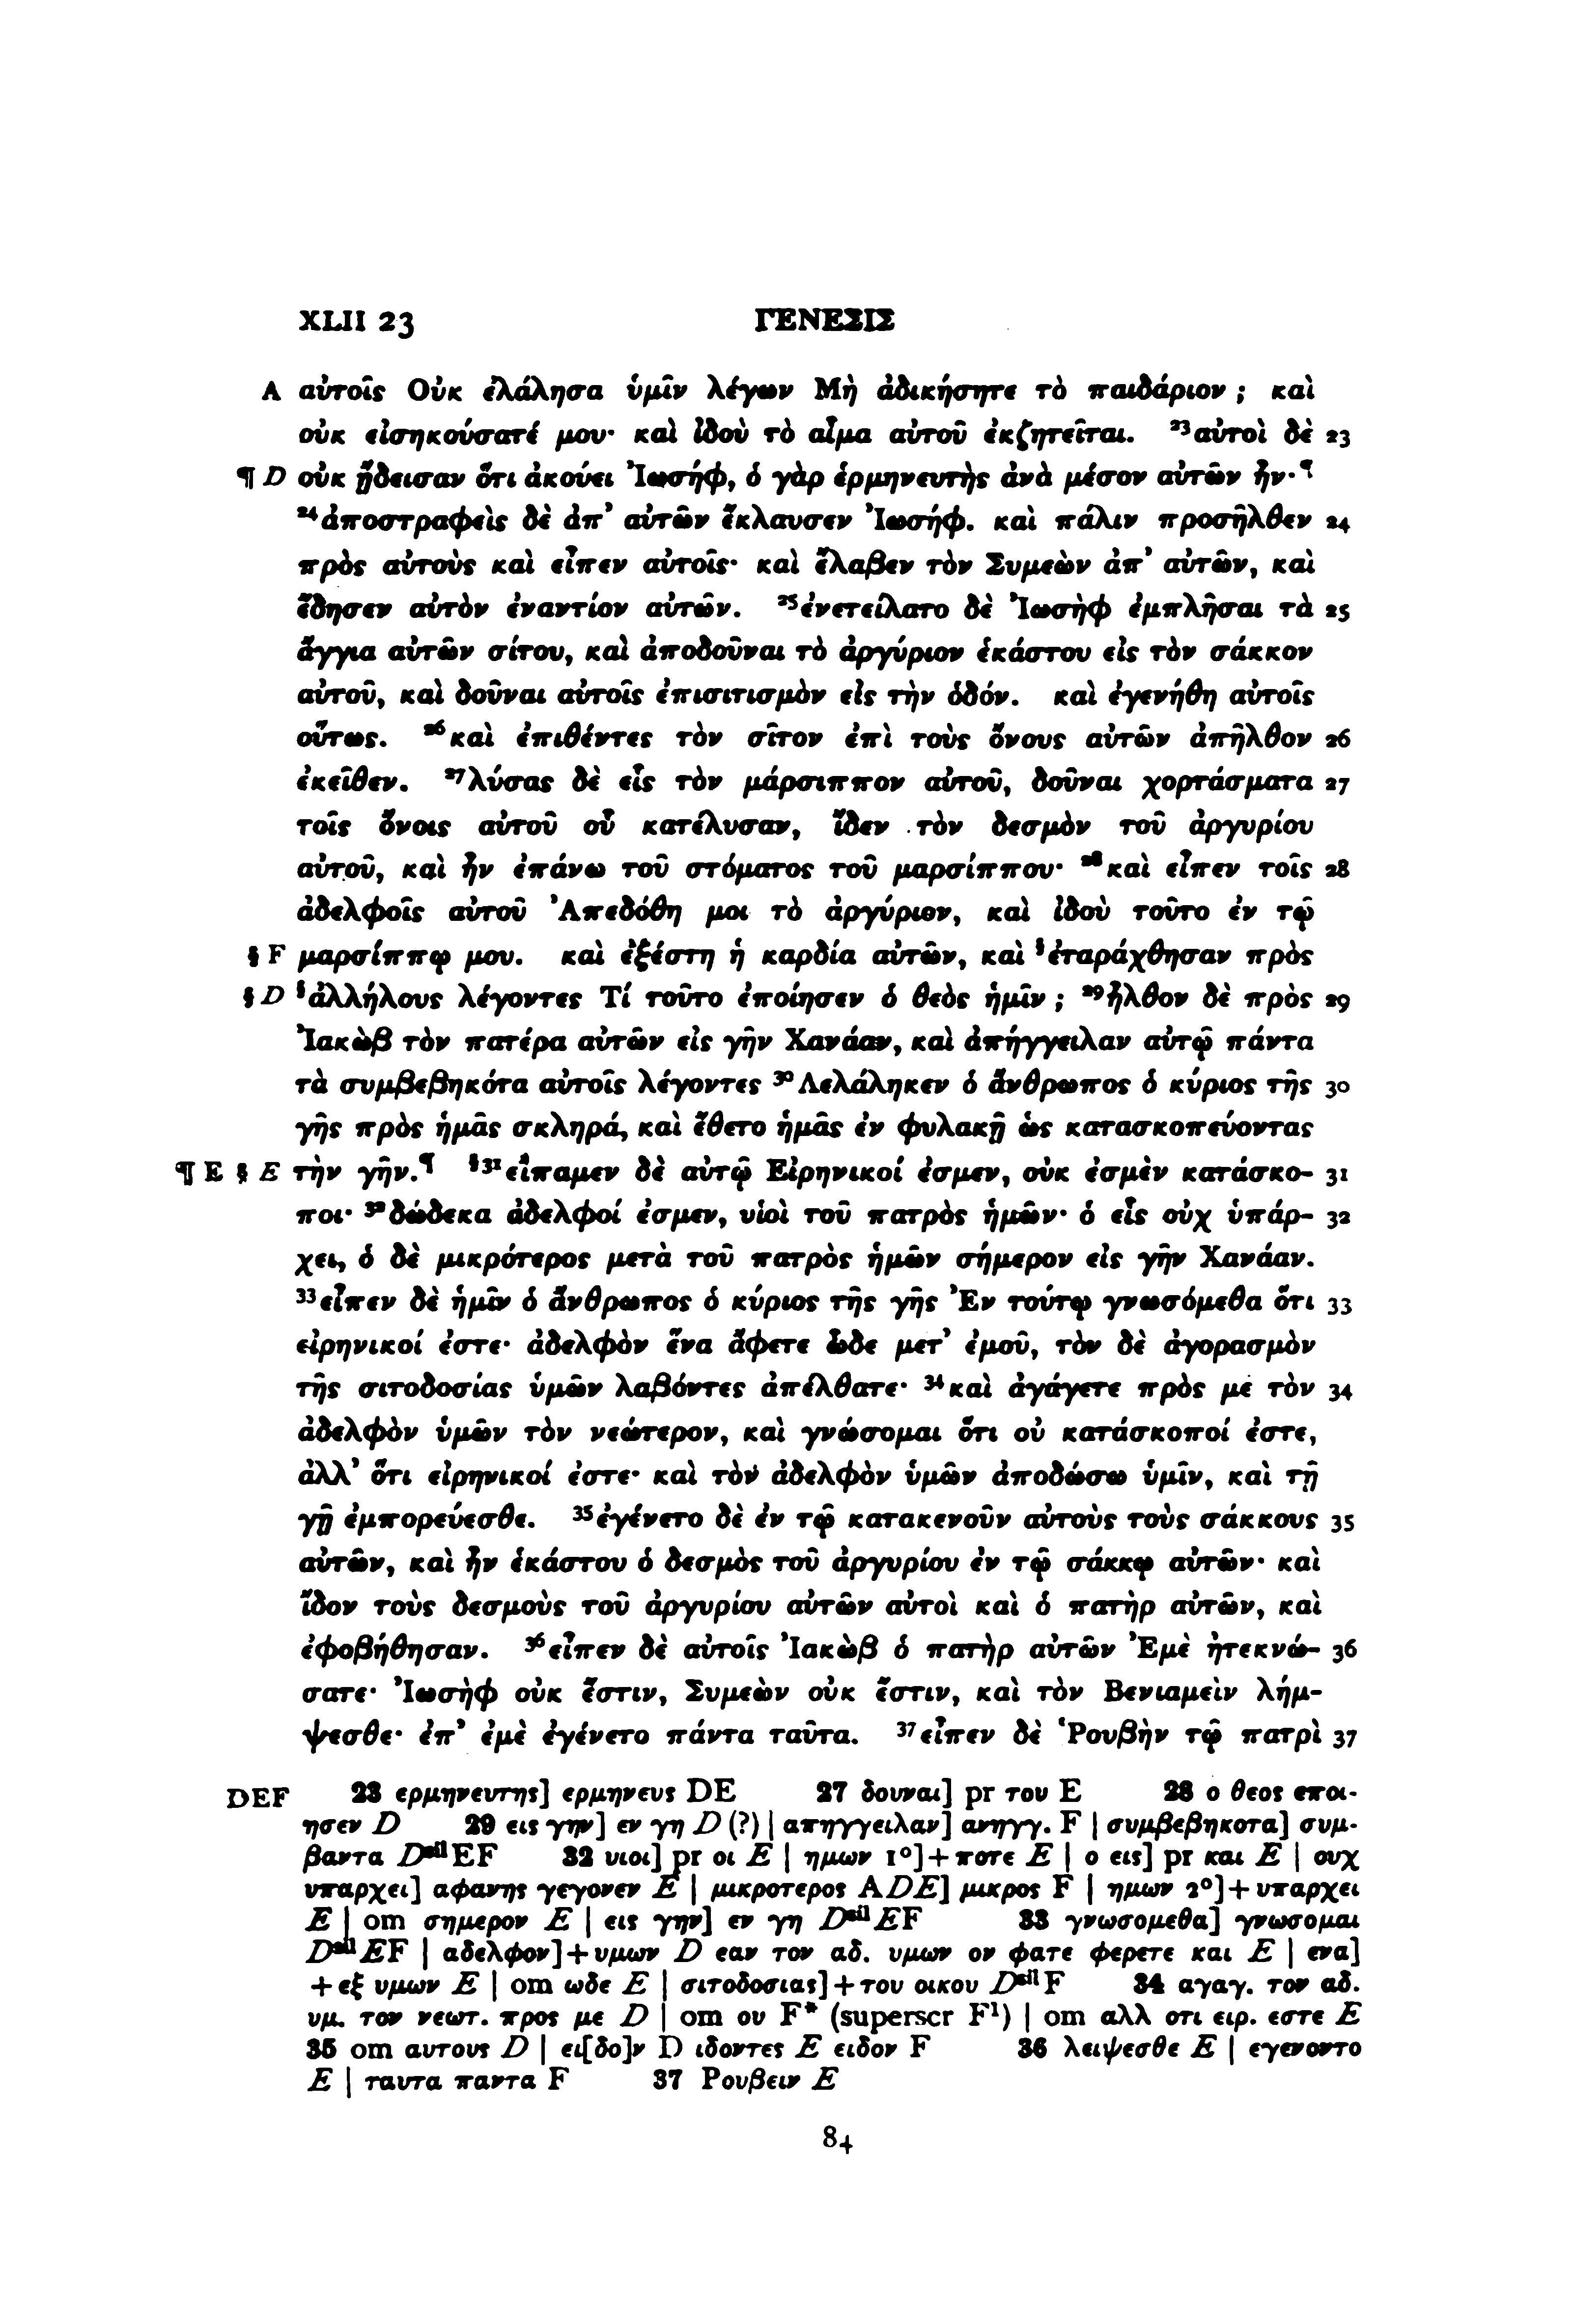 XLII 23 ΓΕΝΕΣΙΣ
A αὐτοῖς Οὐκ ἐλάλησα ὑμῖν λέγων Μὴ ἀδικήσητε τὸ παιδάριον ; καὶ
οὐκ εἰσηκούσατέ μου· καὶ ἰδοὺ τὸ αἷμα αὐτοῦ ἐκζητεῖται. ²³αὐτοὶ δὲ 23
¶ D οὐκ ᾔδεισαν ὅτι ἀκούει Ἰωσήφ, ὁ γὰρ ἑρμηνευτὴς ἀνὰ μέσον αὐτῶν ἦν·¶
²⁴ἀποστραφεὶς δὲ ἀπ’ αὐτῶν ἔκλαυσεν Ἰωσήφ. καὶ πάλιν προσῆλθεν 24
πρὸς αὐτοὺς καὶ εἶπεν αὐτοῖς· καὶ ἔλαβεν τὸν Συμεὼν ἀπ’ αὐτῶν, καὶ
ἔδησεν αὐτὸν ἐναντίον αὐτῶν. ²⁵ἐνετείλατο δὲ Ἰωσὴφ ἐμπλῆσαι τὰ 25
ἄγγια αὐτῶν σίτου, καὶ ἀποδοῦναι τὸ ἀργύριον ἑκάστου εἰς τὸν σάκκον
αὐτοῦ, καὶ δοῦναι αὐτοῖς ἐπισιτισμὸν εἰς τὴν ὁδόν. καὶ ἐγενήθη αὐτοῖς
οὕτως. ²⁶καὶ ἐπιθέντες τὸν σῖτον ἐπὶ τοὺς ὄνους αὐτῶν ἀπῆλθον 26
ἐκεῖθεν. ²⁷λύσας δὲ εἷς τὸν μάρσιππον αὐτοῦ, δοῦναι χορτάσματα 27
τοῖς ὄνοις αὐτοῦ οὗ κατέλυσαν, ἴδεν τὸν δεσμὸν τοῦ ἀργυρίου
αὐτοῦ, καὶ ἦν ἐπάνω τοῦ στόματος τοῦ μαρσίππου· ²⁸καὶ εἶπεν τοῖς 28
ἀδελφοῖς αὐτοῦ Ἀπεδόθη μοι τὸ ἀργύριον, καὶ ἰδοὺ τοῦτο ἐν τῷ
§ F μαρσίππῳ μου. καὶ ἐξέστη ἡ καρδία αὐτῶν, καὶ §ἐταράχθησαν πρὸς
§ D §ἀλλήλους λέγοντες Τί τοῦτο ἐποίησεν ὁ θεὸς ἡμῖν ; ²⁹ἦλθον δὲ πρὸς 29
Ἰακὼβ τὸν πατέρα αὐτῶν εἰς γῆν Χανάαν, καὶ ἀπήγγειλαν αὐτῷ πάντα
τὰ συμβεβηκότα αὐτοῖς λέγοντες ³⁰Λελάληκεν ὁ ἄνθρωπος ὁ κύριος τῆς 30
γῆς πρὸς ἡμᾶς σκληρά, καὶ ἔθετο ἡμᾶς ἐν φυλακῇ ὡς κατασκοπεύοντας
¶ E § E τὴν γῆν.¶ §³¹εἴπαμεν δὲ αὐτῷ Εἰρηνικοί ἐσμεν, οὐκ ἐσμὲν κατάσκο- 31
ποι· ³²δώδεκα ἀδελφοί ἐσμεν, υἱοὶ τοῦ πατρὸς ἡμῶν· ὁ εἷς οὐχ ὑπάρ- 32
χει, ὁ δὲ μικρότερος μετὰ τοῦ πατρὸς ἡμῶν σήμερον εἰς γῆν Χανάαν.
³³εἶπεν δὲ ἡμῖν ὁ ἄνθρωπος ὁ κύριος τῆς γῆς Ἐν τούτῳ γνωσόμεθα ὅτι 33
εἰρηνικοί ἐστε· ἀδελφὸν ἕνα ἄφετε ὧδε μετ’ ἐμοῦ, τὸν δὲ ἀγορασμὸν
τῆς σιτοδοσίας ὑμῶν λαβόντες ἀπέλθατε· ³⁴καὶ ἀγάγετε πρὸς μὲ τὸν 34
ἀδελφὸν ὑμῶν τὸν νεώτερον, καὶ γνώσομαι ὅτι οὐ κατάσκοποί ἐστε,
ἀλλ’ ὅτι εἰρηνικοί ἐστε· καὶ τὸν ἀδελφὸν ὑμῶν ἀποδώσω ὑμῖν, καὶ τῇ
γῇ ἐμπορεύεσθε. ³⁵ἐγένετο δὲ ἐν τῷ κατακενοῦν αὐτοὺς τοὺς σάκκους 35
αὐτῶν, καὶ ἦν ἑκάστου ὁ δεσμὸς τοῦ ἀργυρίου ἐν τῷ σάκκῳ αὐτῶν· καὶ
ἴδον τοὺς δεσμοὺς τοῦ ἀργυρίου αὐτῶν αὐτοὶ καὶ ὁ πατὴρ αὐτῶν, καὶ
ἐφοβήθησαν. ³⁶εἶπεν δὲ αὐτοῖς Ἰακὼβ ὁ πατὴρ αὐτῶν Ἐμὲ ἠτεκνώ- 36
σατε· Ἰωσὴφ οὐκ ἔστιν, Συμεὼν οὐκ ἔστιν, καὶ τὸν Βενιαμεὶν λήμ-
ψεσθε· ἐπ’ ἐμὲ ἐγένετο πάντα ταῦτα. ³⁷εἶπεν δὲ Ῥουβὴν τῷ πατρὶ 37
DEF 23 ερμηνευτης] ερμηνευς DE 27 δουναι] pr του E 28 ο θεος εποι-
ησεν D 29 εις γην] εν γη D (?) | απηγγειλαν] ανηγγ. F | συμβεβηκοτα] συμ-
βαντα Dˢⁱˡ EF 32 υιοι] pr οι E | ημων 1°]+ποτε E | ο εις] pr και E | ουχ
υπαρχει] αφανης γεγονεν E | μικροτερος ADE] μικρος F | ημων 2°]+υπαρχει
E | om σημερον E | εις γην] εν γη Dˢⁱˡ EF 33 γνωσομεθα] γνωσομαι
Dˢⁱˡ EF | αδελφον]+υμων D εαν τον αδ. υμων ον φατε φερετε και E | ενα]
+εξ υμων E | om ωδε E | σιτοδοσιας]+του οικου Dˢⁱˡ F 34 αγαγ. τον αδ.
υμ. τον νεωτ. προς με D | om ου F* (superscr F¹) | om αλλ οτι ειρ. εστε E
35 om αυτους D | ει[δο]ν D ιδοντες E ειδον F 36 λειψεσθε E | εγενοντο
E | ταυτα παντα F 37 Ρουβειν E
84